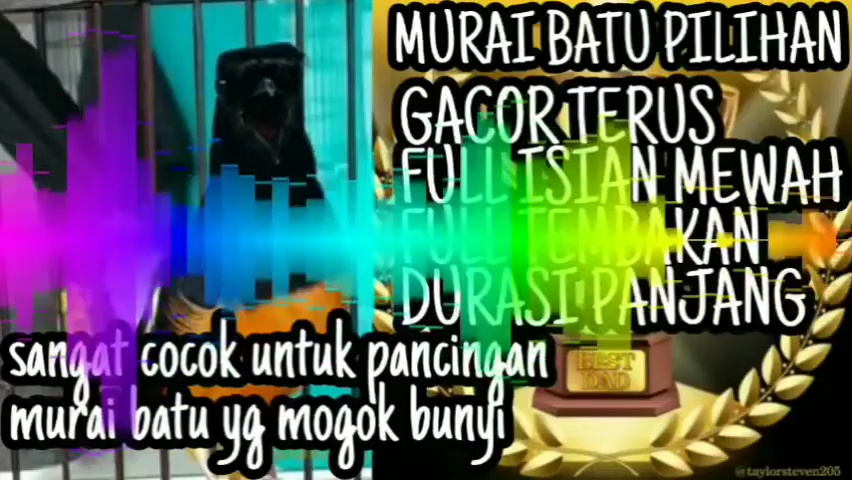 MURAI BATU PILIHAN
GACOR TERUS
FULL ISIAN MEWAH
FULL TEMBAKAN
DURASI PANJANG
sangat cocok untuk pancingan
murai batu yg mogok bunyi
BEST
DAD
@taylorsteven205